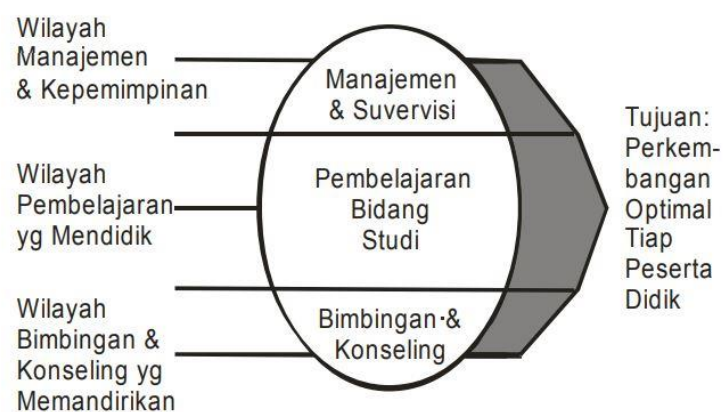 Wilayah
Manajemen
& Kepemimpinan
Manajemen
& Suvervisi
Wilayah
Pembelajaran
yg Mendidik
Pembelajaran
Bidang
Studi
Wilayah
Bimbingan &
Konseling yg
Memandirikan
Bimbingan·&
Konseling
Tujuan:
Perkem-
bangan
Optimal
Tiap
Peserta
Didik